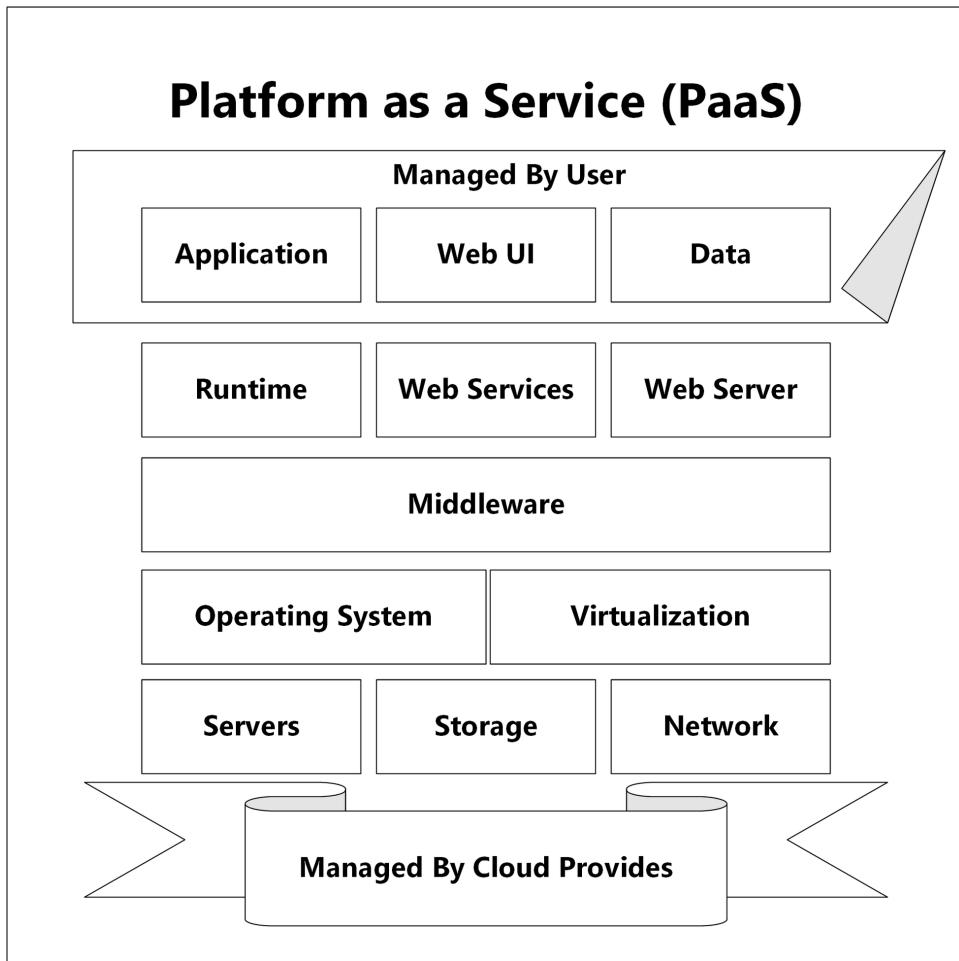 Platform as a Service (PaaS)
Managed By User
Application
Web UI
Data
Runtime
Web Services
Web Server
Middleware
Operating System
Virtualization
Servers
Storage
Network
Managed By Cloud Provides